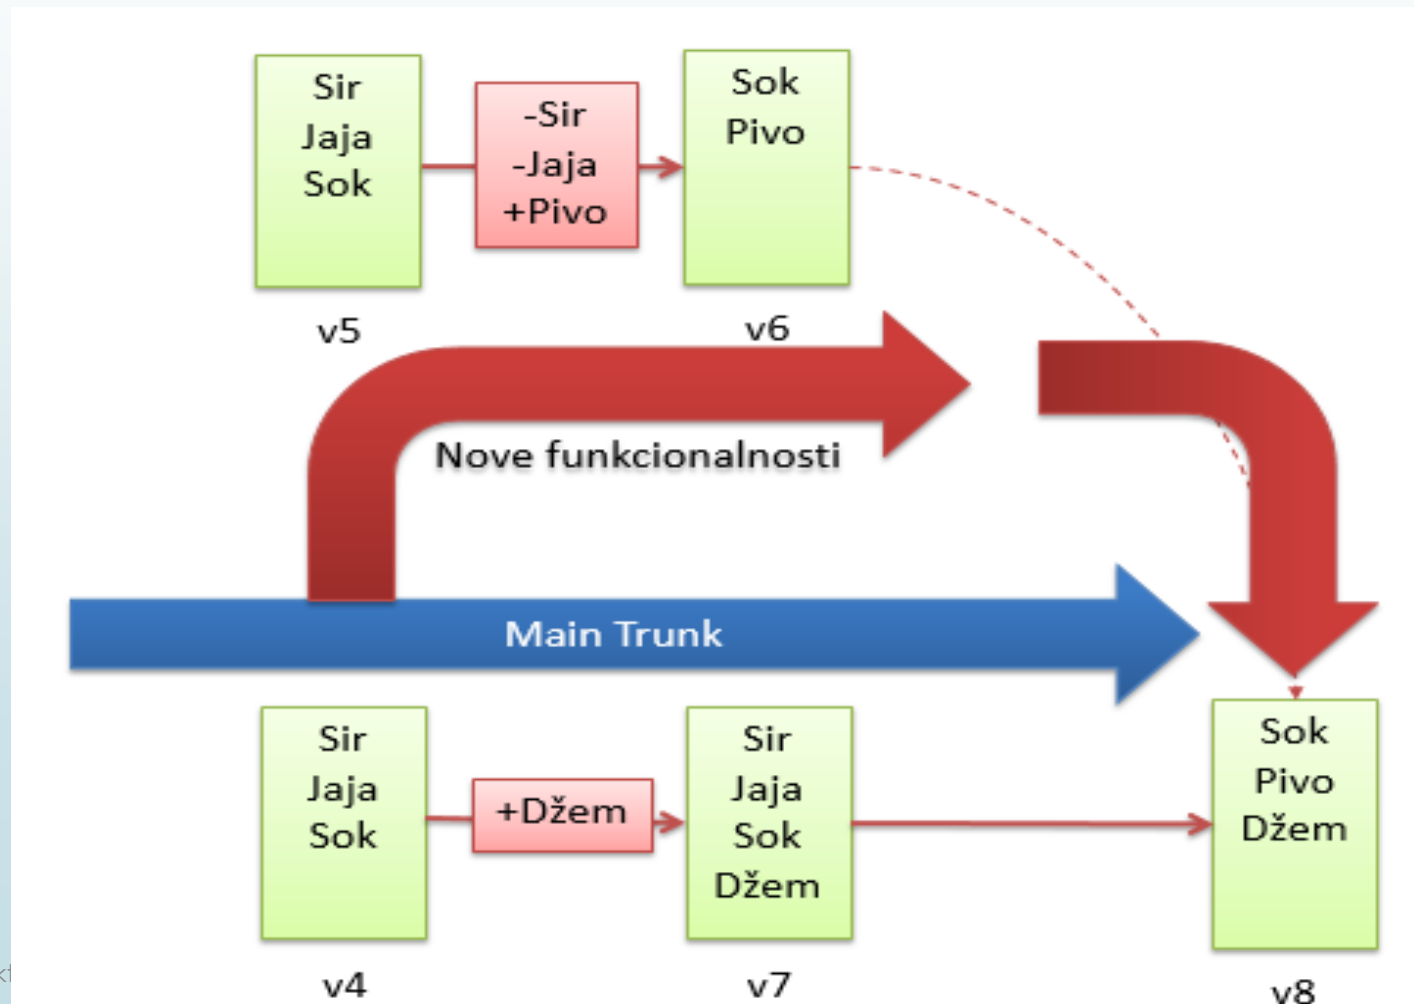 Sir
Jaja
Sok
-Sir
-Jaja
+Pivo
Sok
Pivo
v5
v6
Nove funkcionalnosti
Main Trunk
Sir
Jaja
Sok
+Džem
Sir
Jaja
Sok
Džem
Sok
Pivo
Džem
v4
v7
v8